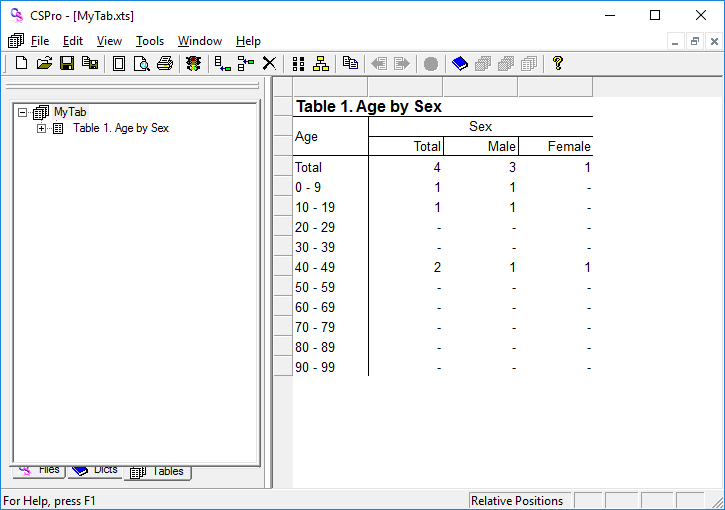 CSPro - [MyTab.xts]
File Edit View Tools Window Help
MyTab
Table 1. Age by Sex
Table 1. Age by Sex
Age Sex
Total Male Female
Total 4 3 1
0 - 9 1 1 -
10 - 19 1 1 -
20 - 29 - - -
30 - 39 - - -
40 - 49 2 1 1
50 - 59 - - -
60 - 69 - - -
70 - 79 - - -
80 - 89 - - -
90 - 99 - - -
Files Dicts Tables
For Help, press F1 Relative Positions